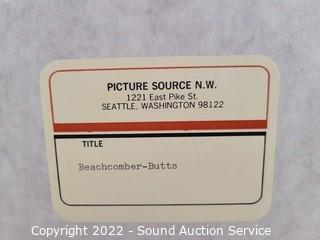 PICTURE SOURCE N.W.
1221 East Pike St.
SEATTLE, WASHINGTON 98122
TITLE
Beachcomber-Butts
Copyright 2022 - Sound Auction Service